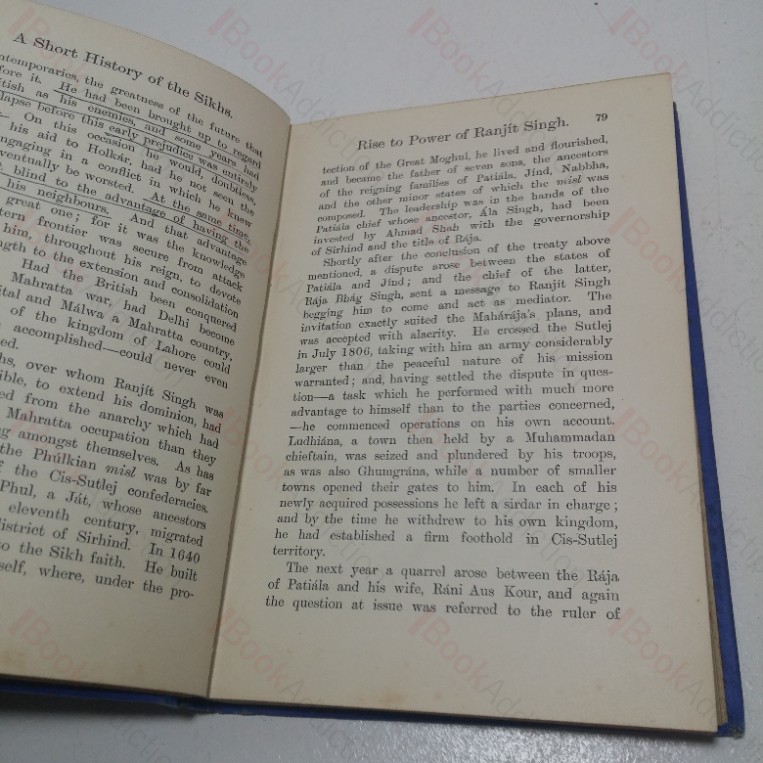 A Short History of the Sikhs.
ntemporaries, the greatness of the future that
fore it. He had been brought up to regard
itish as his enemies, and some years had
lapse before this early prejudice was entirely
On this occasion he would, doubtless,
his aid to Holkár, had he not seen the
engaging in a conflict in which he knew
eventually be worsted. At the same time,
blind to the advantage of having the
his neighbours. And that advantage
great one; for it was the knowledge
tern frontier was secure from attack
him, throughout his reign, to devote
ngth to the extension and consolidation
Had the British been conquered
Mahratta war, had Delhi become
ital and Málwa a Mahratta country,
of the kingdom of Lahore could
accomplished—could never even
ed.
hs, over whom Ranjít Singh was
ible, to extend his dominion, had
ed from the anarchy which had
Mahratta occupation than they
g amongst themselves. As has
the Phúlkian misl was by far
f the Cis-Sutlej confederacies.
Phul, a Ját, whose ancestors
eleventh century, migrated
district of Sirhind. In 1640
to the Sikh faith. He built
self, where, under the pro-
79
Rise to Power of Ranjít Singh.
tection of the Great Moghul, he lived and flourished,
and became the father of seven sons, the ancestors
of the reigning families of Patiála, Jínd, Nabbha,
and the other minor states of which the misl was
composed. The leadership was in the hands of the
Patiála chief whose ancestor, Ála Singh, had been
invested by Ahmad Shah with the governorship
of Sirhind and the title of Rája.
Shortly after the conclusion of the treaty above
mentioned, a dispute arose between the states of
Patiála and Jínd; and the chief of the latter,
Rája Bhág Singh, sent a message to Ranjít Singh
begging him to come and act as mediator. The
invitation exactly suited the Mahárája's plans, and
was accepted with alacrity. He crossed the Sutlej
in July 1806, taking with him an army considerably
larger than the peaceful nature of his mission
warranted; and, having settled the dispute in ques-
tion—a task which he performed with much more
advantage to himself than to the parties concerned,
—he commenced operations on his own account.
Ludhiána, a town then held by a Muhammadan
chieftain, was seized and plundered by his troops,
as was also Ghumgrána, while a number of smaller
towns opened their gates to him. In each of his
newly acquired possessions he left a sirdar in charge;
and by the time he withdrew to his own kingdom,
he had established a firm foothold in Cis-Sutlej
territory.
The next year a quarrel arose between the Rája
of Patiála and his wife, Ráni Aus Kour, and again
the question at issue was referred to the ruler of